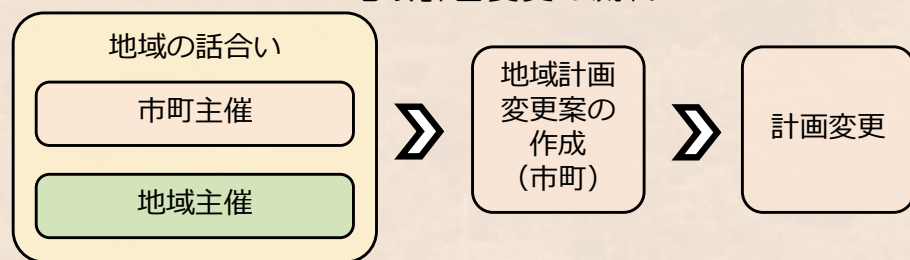 地域の話合い
市町主催
地域主催
地域計画
変更案の
作成
（市町）
計画変更